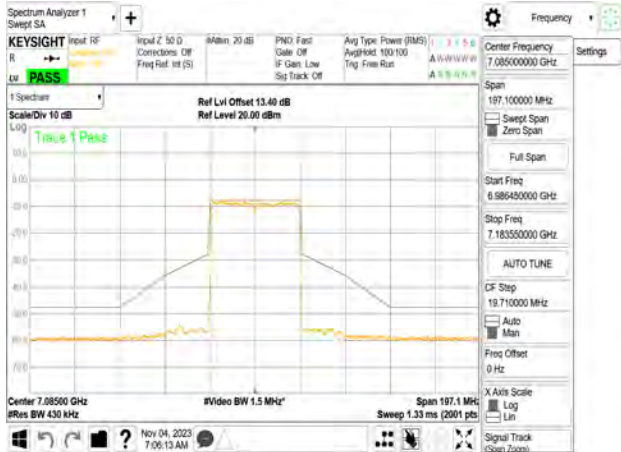 Spectrum Analyzer 1
Swept SA
+
Frequency
KEYSIGHT
Input: RF
R
LV PASS
Input Z: 50 Ω
Corrections: Off
Freq Ref: Int (S)
#Atten: 20 dB
PNO: Fast
Gate: Off
IF Gain: Low
Sig Track: Off
Avg Type: Power (RMS)
Avg|Hold: 100/100
Trig: Free Run
1 Spectrum
Scale/Div 10 dB
Ref Lvl Offset 13.40 dB
Ref Level 20.00 dBm
Log
Trace 1 Pass
Center 7.08500 GHz
#Res BW 430 kHz
#Video BW 1.5 MHz*
Span 197.1 MHz
Sweep 1.33 ms (2001 pts
Center Frequency
7.085000000 GHz
Settings
Span
197.100000 MHz
Swept Span
Zero Span
Full Span
Start Freq
6.986450000 GHz
Stop Freq
7.183550000 GHz
AUTO TUNE
CF Step
19.710000 MHz
Auto
Man
Freq Offset
0 Hz
X Axis Scale
Log
Lin
Signal Track
(Span Zoom)
?
Nov 04, 2023
7:06:13 AM